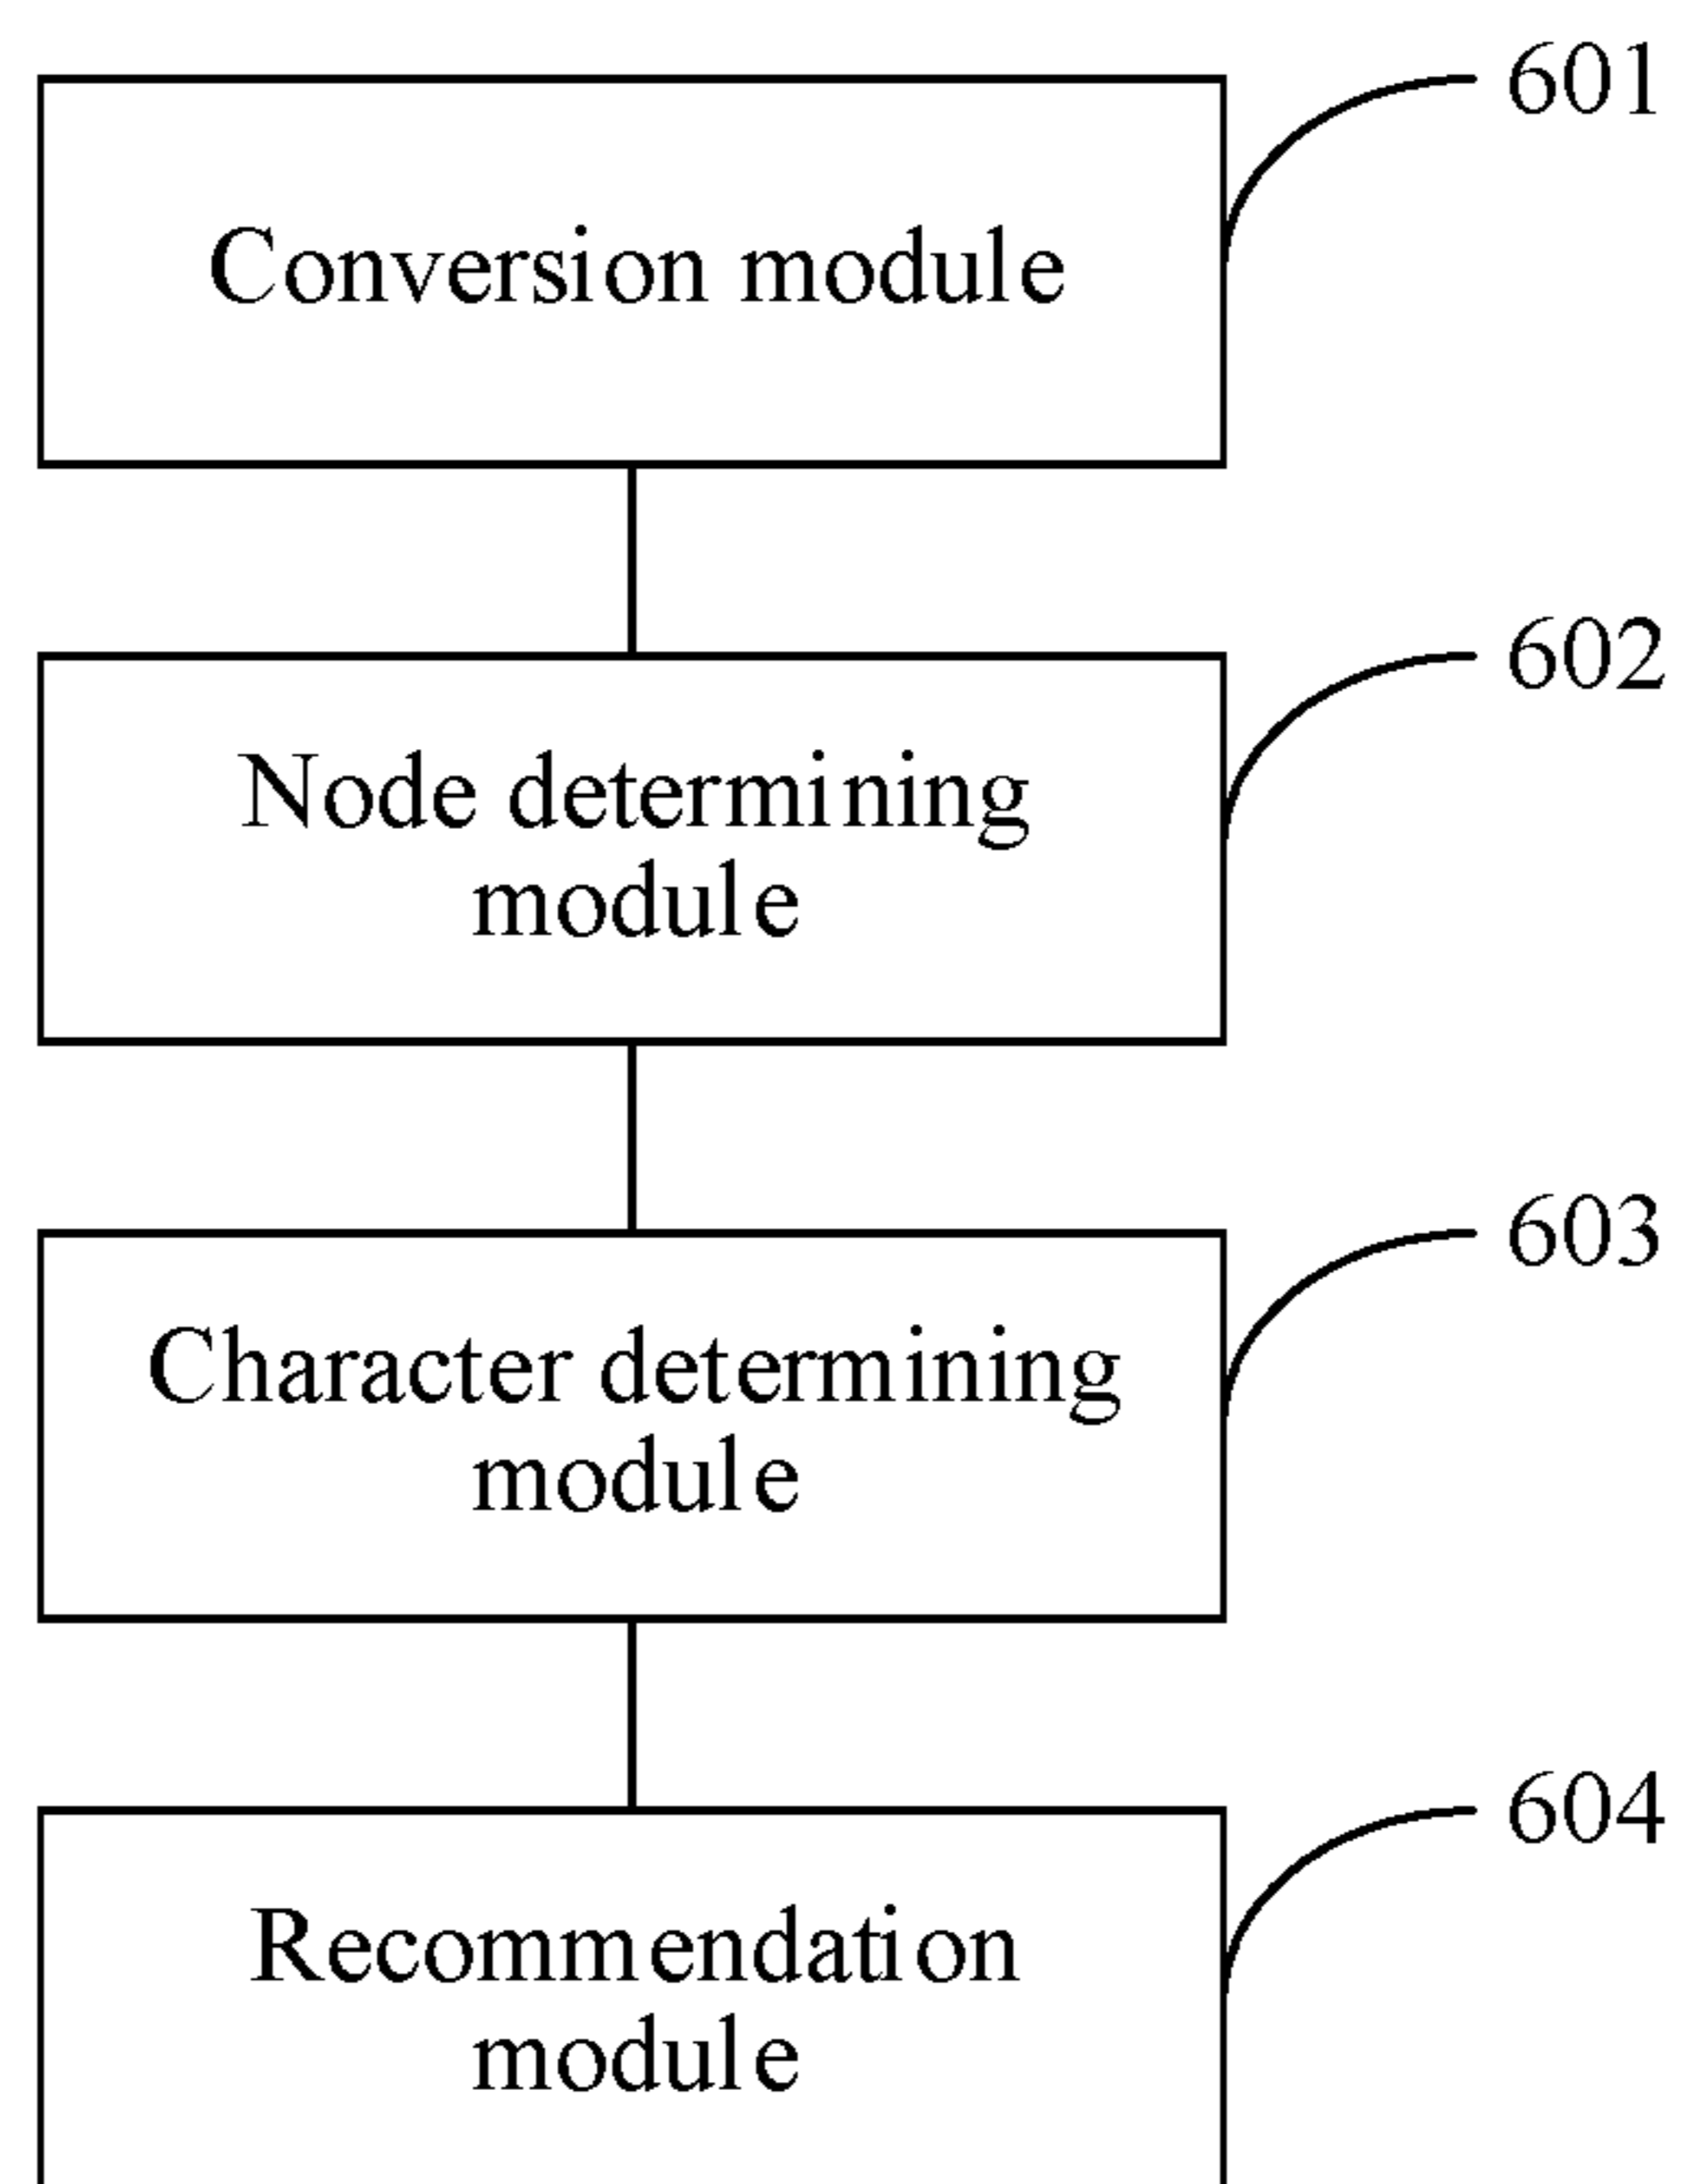 601
Conversion module
602
Node determining
module
603
Character determining
module
604
Recommendation
module